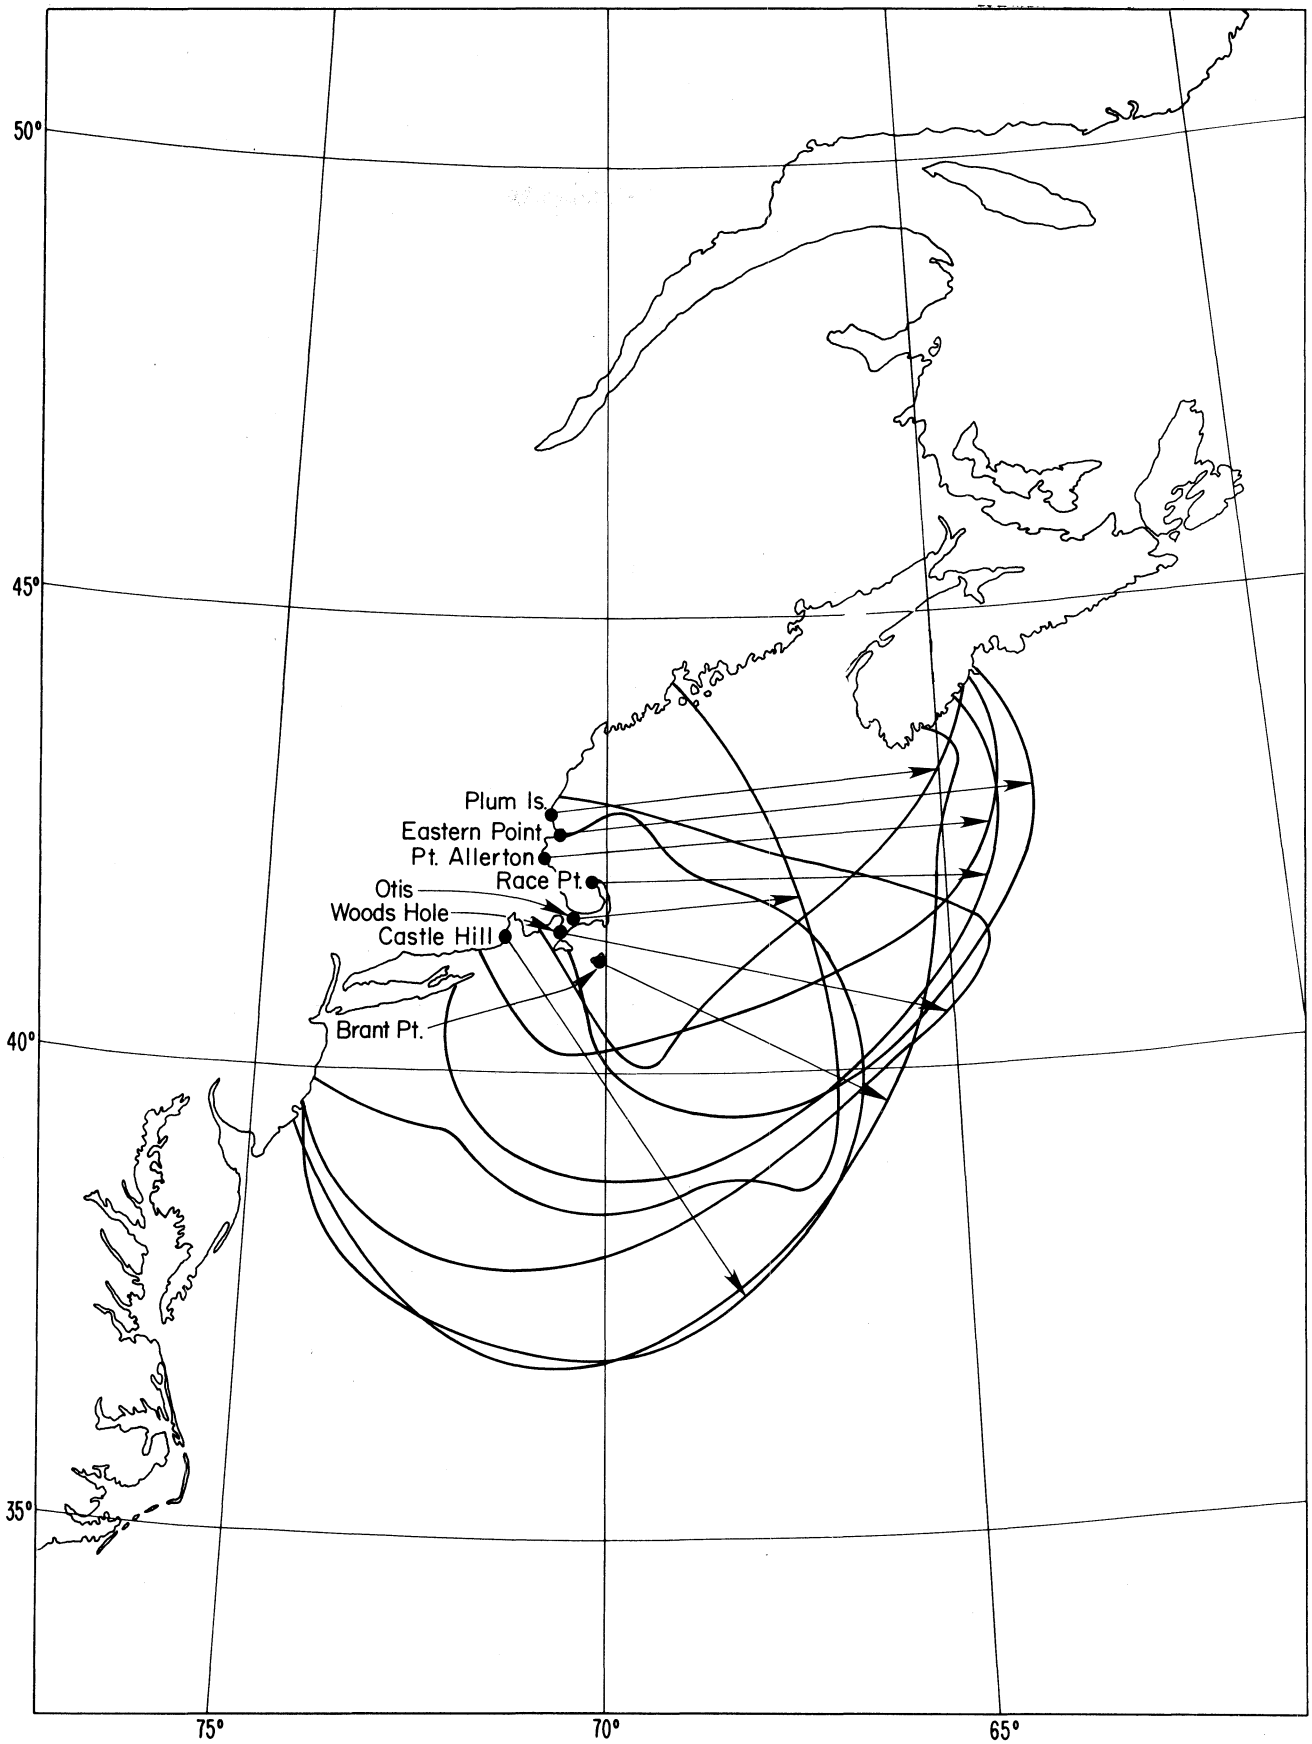 50°
45°
Plum Is.
Eastern Point
Pt. Allerton
Race Pt.
Otis
Woods Hole
Castle Hill
Brant Pt.
40°
35°
75°
70°
65°